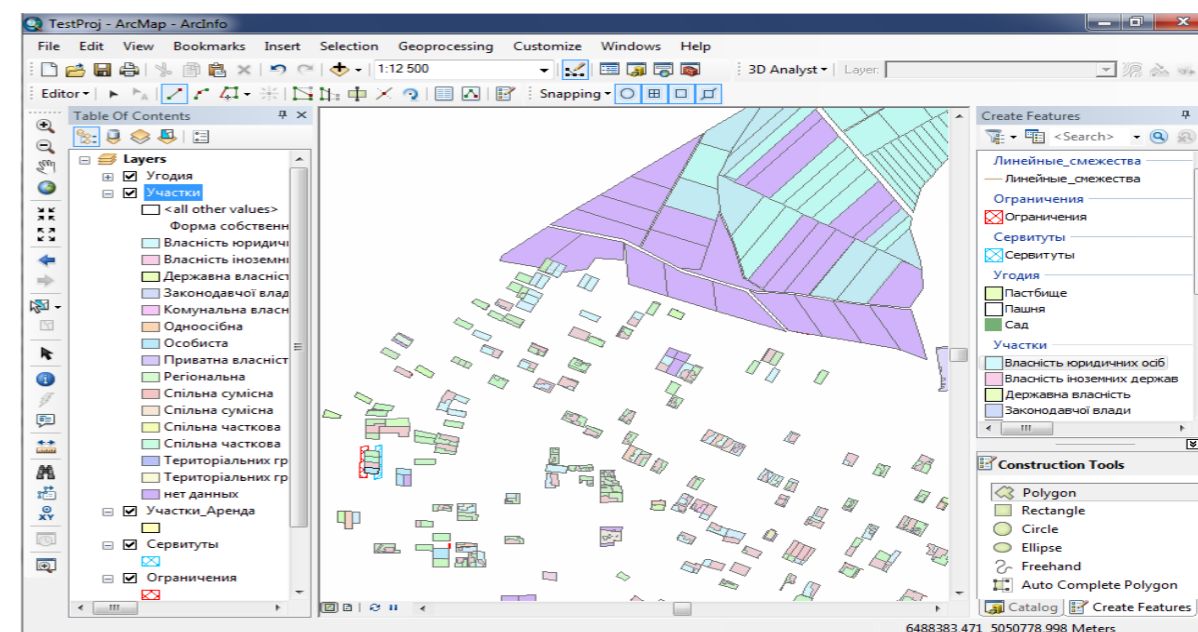 TestProj - ArcMap - ArcInfo
File Edit View Bookmarks Insert Selection Geoprocessing Customize Windows Help
1:12 500
3D Analyst
Layer:
Editor
Snapping
Table Of Contents
Layers
Угодия
Участки
<all other values>
Форма собственн
Власність юридичн
Власність іноземни
Державна власніст
Законодавчої влад
Комунальна власн
Одноосібна
Особиста
Приватна власніст
Регіональна
Спільна сумісна
Спільна сумісна
Спільна часткова
Спільна часткова
Територіальних гр
Територіальних гр
нет данных
Участки_Аренда
Сервитуты
Ограничения
Create Features
<Search>
Линейные_смежества
Линейные_смежества
Ограничения
Ограничения
Сервитуты
Сервитуты
Угодия
Пастбище
Пашня
Сад
Участки
Власність юридичних осіб
Власність іноземних держав
Державна власність
Законодавчої влади
Construction Tools
Polygon
Rectangle
Circle
Ellipse
Freehand
Auto Complete Polygon
Catalog Create Features
6488383,471 5050778,998 Meters